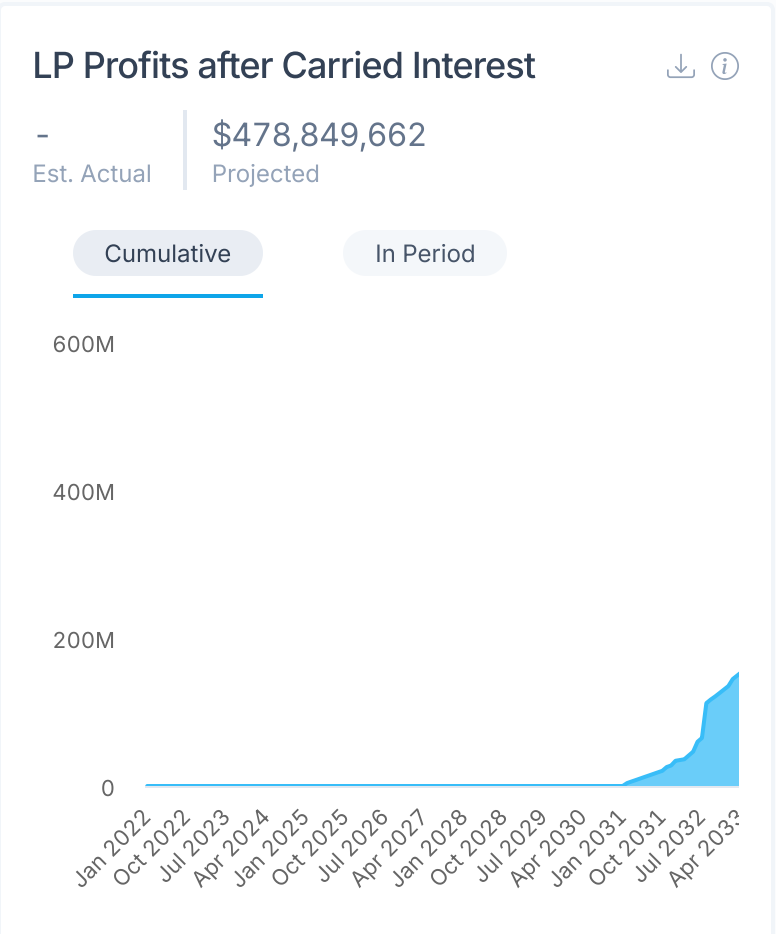 LP Profits after Carried Interest
-
$478,849,662
Est. Actual
Projected
Cumulative
In Period
600M
400M
200M
0
Jan 2022
Oct 2022
Jul 2023
Apr 2024
Jan 2025
Oct 2025
Jul 2026
Apr 2027
Jan 2028
Oct 2028
Jul 2029
Apr 2030
Jan 2031
Oct 2031
Jul 2032
Apr 2033